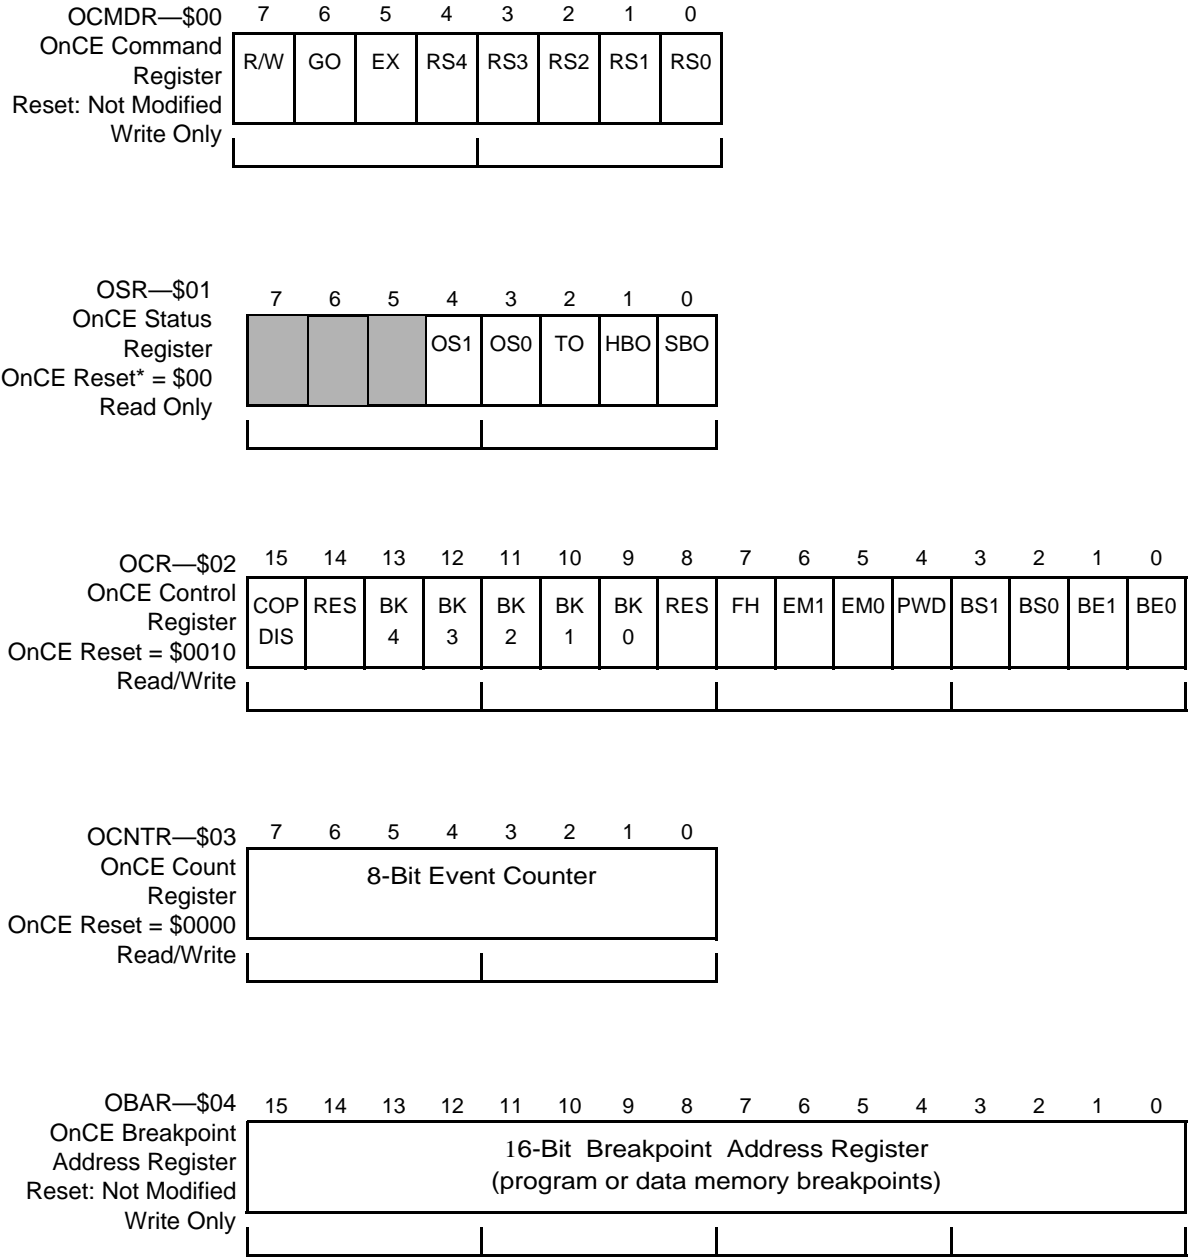 OCMDR—$00
OnCE Command
Register
Reset: Not Modified
Write Only
7 6 5 4 3 2 1 0
R/W GO EX RS4 RS3 RS2 RS1 RS0
OSR—$01
OnCE Status
Register
OnCE Reset* = $00
Read Only
7 6 5 4 3 2 1 0
OS1 OS0 TO HBO SBO
OCR—$02
OnCE Control
Register
OnCE Reset = $0010
Read/Write
15 14 13 12 11 10 9 8 7 6 5 4 3 2 1 0
COP RES BK BK BK BK BK RES FH EM1 EM0 PWD BS1 BS0 BE1 BE0
DIS 4 3 2 1 0
OCNTR—$03
OnCE Count
Register
OnCE Reset = $0000
Read/Write
7 6 5 4 3 2 1 0
8-Bit Event Counter
OBAR—$04
OnCE Breakpoint
Address Register
Reset: Not Modified
Write Only
15 14 13 12 11 10 9 8 7 6 5 4 3 2 1 0
16-Bit Breakpoint Address Register
(program or data memory breakpoints)